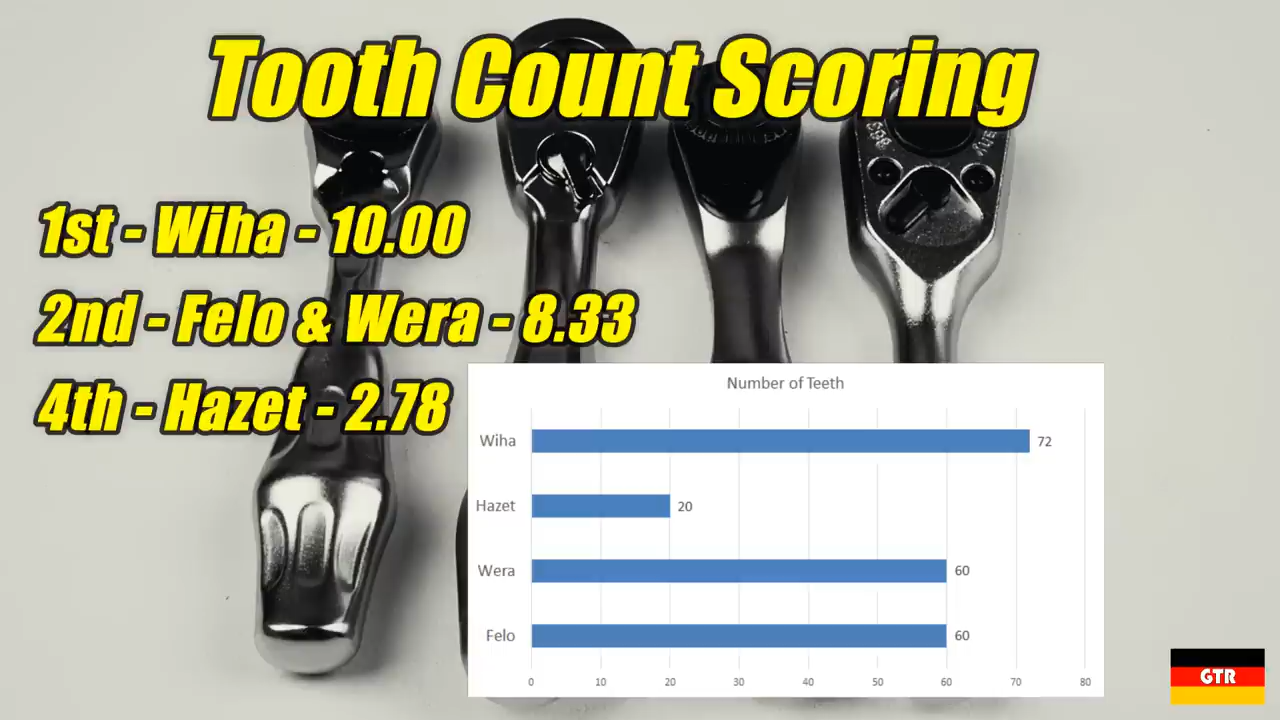 Tooth Count Scoring
1st - Wiha - 10.00
2nd - Felo & Wera - 8.33
4th - Hazet - 2.78
Number of Teeth
Wiha 72
Hazet 20
Wera 60
Felo 60
0 10 20 30 40 50 60 70 80
GTR
863